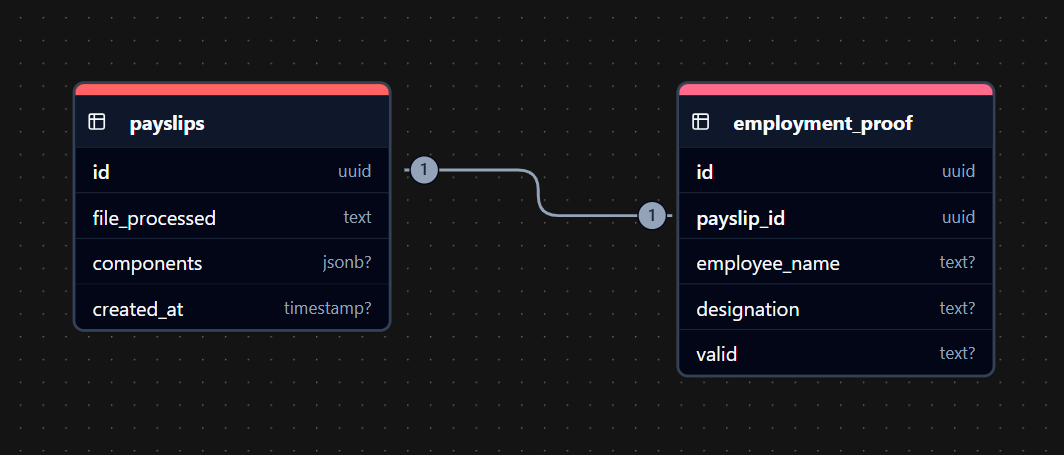 payslips
id uuid
file_processed text
components jsonb?
created_at timestamp?
1
1
employment_proof
id uuid
payslip_id uuid
employee_name text?
designation text?
valid text?